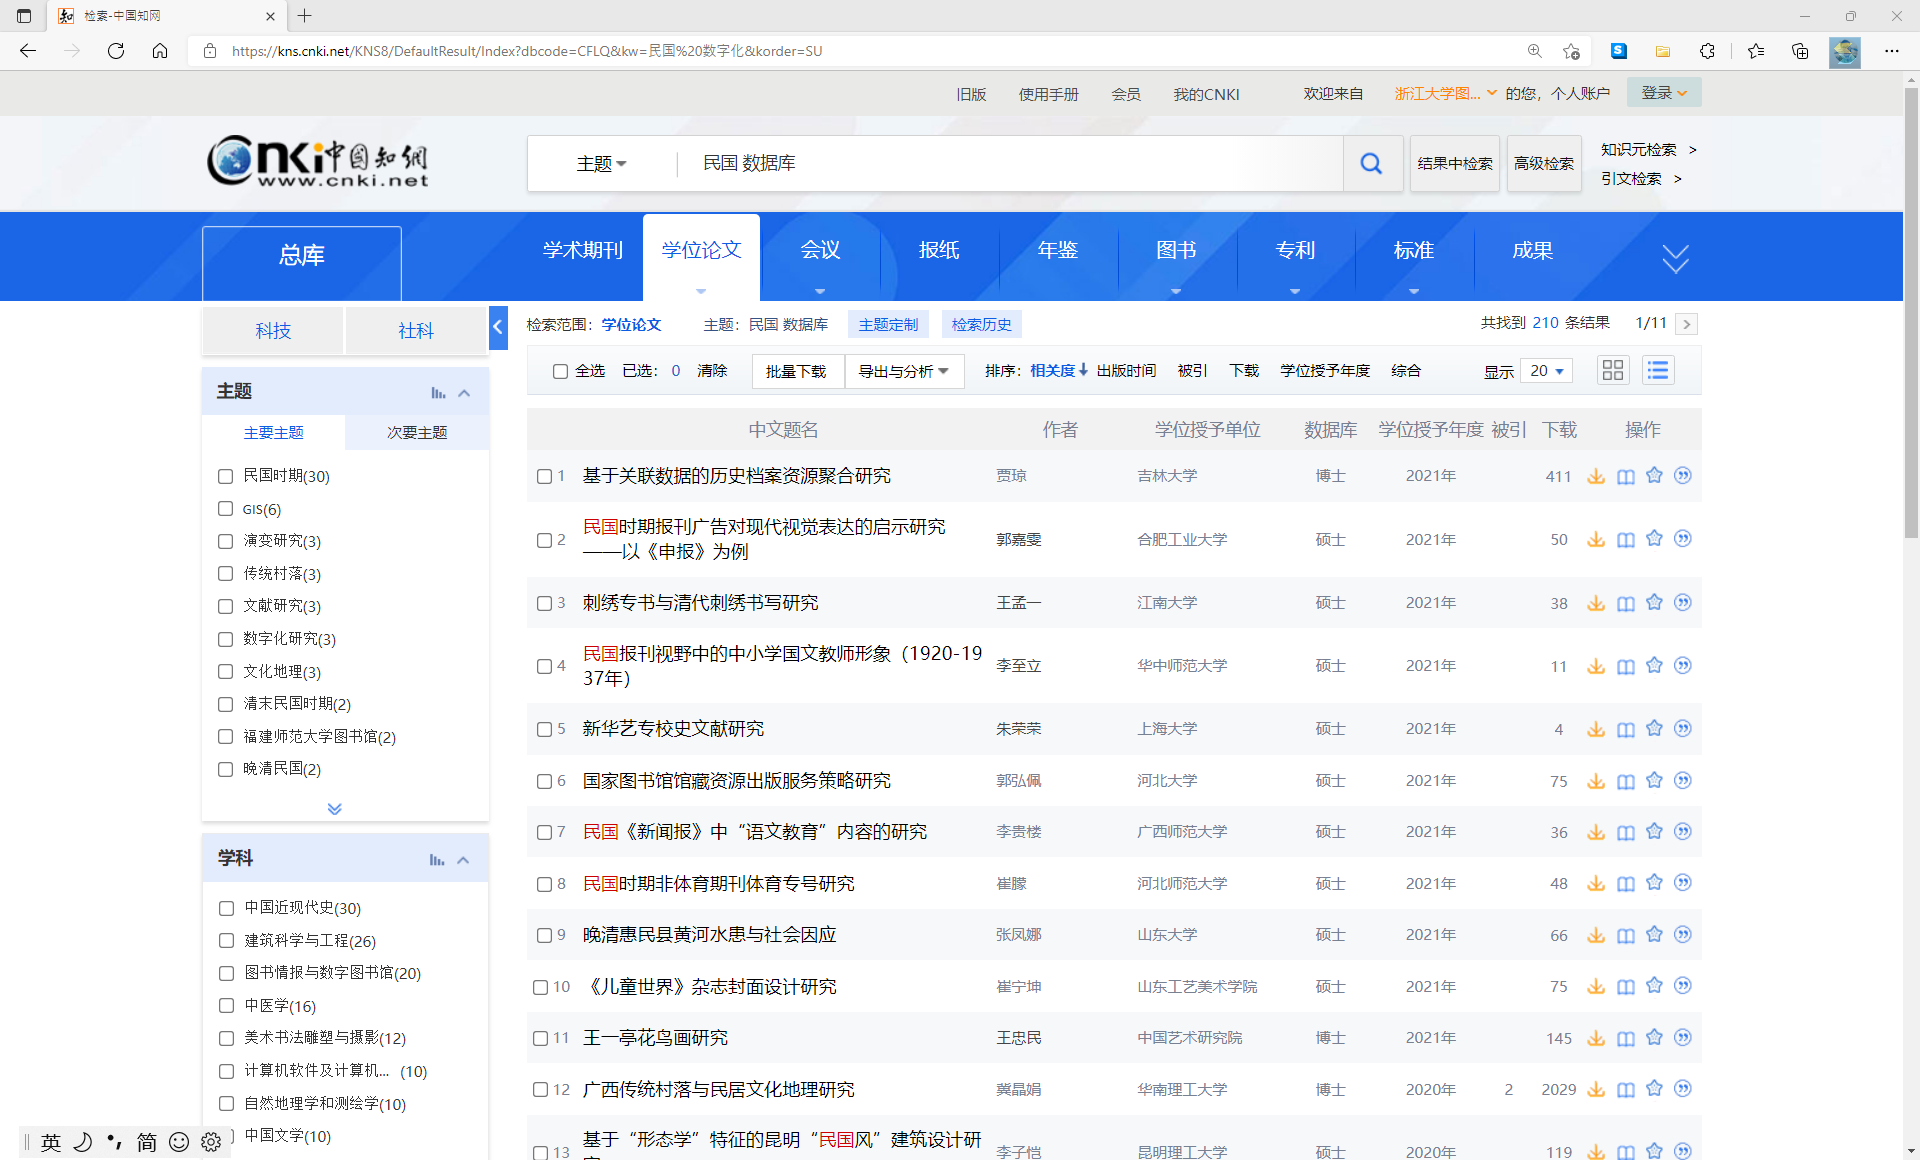 检索-中国知网
https://kns.cnki.net/KNS8/DefaultResult/Index?dbcode=CFLQ&kw=民国%20数字化&korder=SU
旧版 使用手册 会员 我的CNKI 欢迎来自 浙江大学图... 的您，个人账户 登录
CNKI 中国知網
www.cnki.net
主题 民国 数据库 结果中检索 高级检索
知识元检索 >
引文检索 >
总库 学术期刊 学位论文 会议 报纸 年鉴 图书 专利 标准 成果
科技 社科
检索范围：学位论文 主题：民国 数据库 主题定制 检索历史 共找到 210 条结果 1/11 >
全选 已选：0 清除 批量下载 导出与分析 排序：相关度 出版时间 被引 下载 学位授予年度 综合 显示 20
主题
主要主题 次要主题
民国时期(30)
GIS(6)
演变研究(3)
传统村落(3)
文献研究(3)
数字化研究(3)
文化地理(3)
清末民国时期(2)
福建师范大学图书馆(2)
晚清民国(2)
学科
中国近现代史(30)
建筑科学与工程(26)
图书情报与数字图书馆(20)
中医学(16)
美术书法雕塑与摄影(12)
计算机软件及计算机... (10)
自然地理学和测绘学(10)
中国文学(10)
中文题名 作者 学位授予单位 数据库 学位授予年度 被引 下载 操作
1 基于关联数据的历史档案资源聚合研究 贾琼 吉林大学 博士 2021年 411
2 民国时期报刊广告对现代视觉表达的启示研究
——以《申报》为例 郭嘉雯 合肥工业大学 硕士 2021年 50
3 刺绣专书与清代刺绣书写研究 王孟一 江南大学 硕士 2021年 38
4 民国报刊视野中的中小学国文教师形象（1920-19
37年） 李至立 华中师范大学 硕士 2021年 11
5 新华艺专校史文献研究 朱荣荣 上海大学 硕士 2021年 4
6 国家图书馆馆藏资源出版服务策略研究 郭弘佩 河北大学 硕士 2021年 75
7 民国《新闻报》中“语文教育”内容的研究 李贵楼 广西师范大学 硕士 2021年 36
8 民国时期非体育期刊体育专号研究 崔朦 河北师范大学 硕士 2021年 48
9 晚清惠民县黄河水患与社会因应 张凤娜 山东大学 硕士 2021年 66
10 《儿童世界》杂志封面设计研究 崔宁坤 山东工艺美术学院 硕士 2021年 75
11 王一亭花鸟画研究 王忠民 中国艺术研究院 博士 2021年 145
12 广西传统村落与民居文化地理研究 冀晶娟 华南理工大学 博士 2020年 2 2029
13 基于“形态学”特征的昆明“民国风”建筑设计研 李子恺 昆明理工大学 硕士 2020年 119
英 简